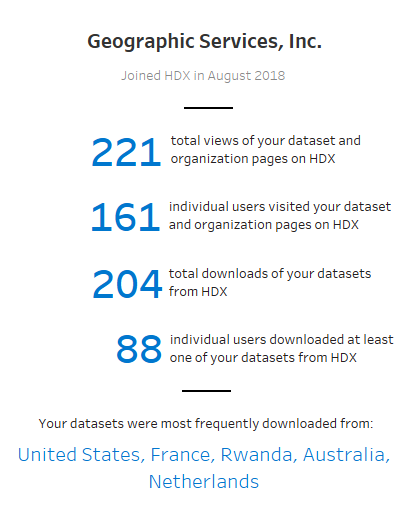 Geographic Services, Inc.
Joined HDX in August 2018
221 total views of your dataset and
organization pages on HDX
161 individual users visited your dataset
and organization pages on HDX
204 total downloads of your datasets
from HDX
88 individual users downloaded at least
one of your datasets from HDX
Your datasets were most frequently downloaded from:
United States, France, Rwanda, Australia,
Netherlands